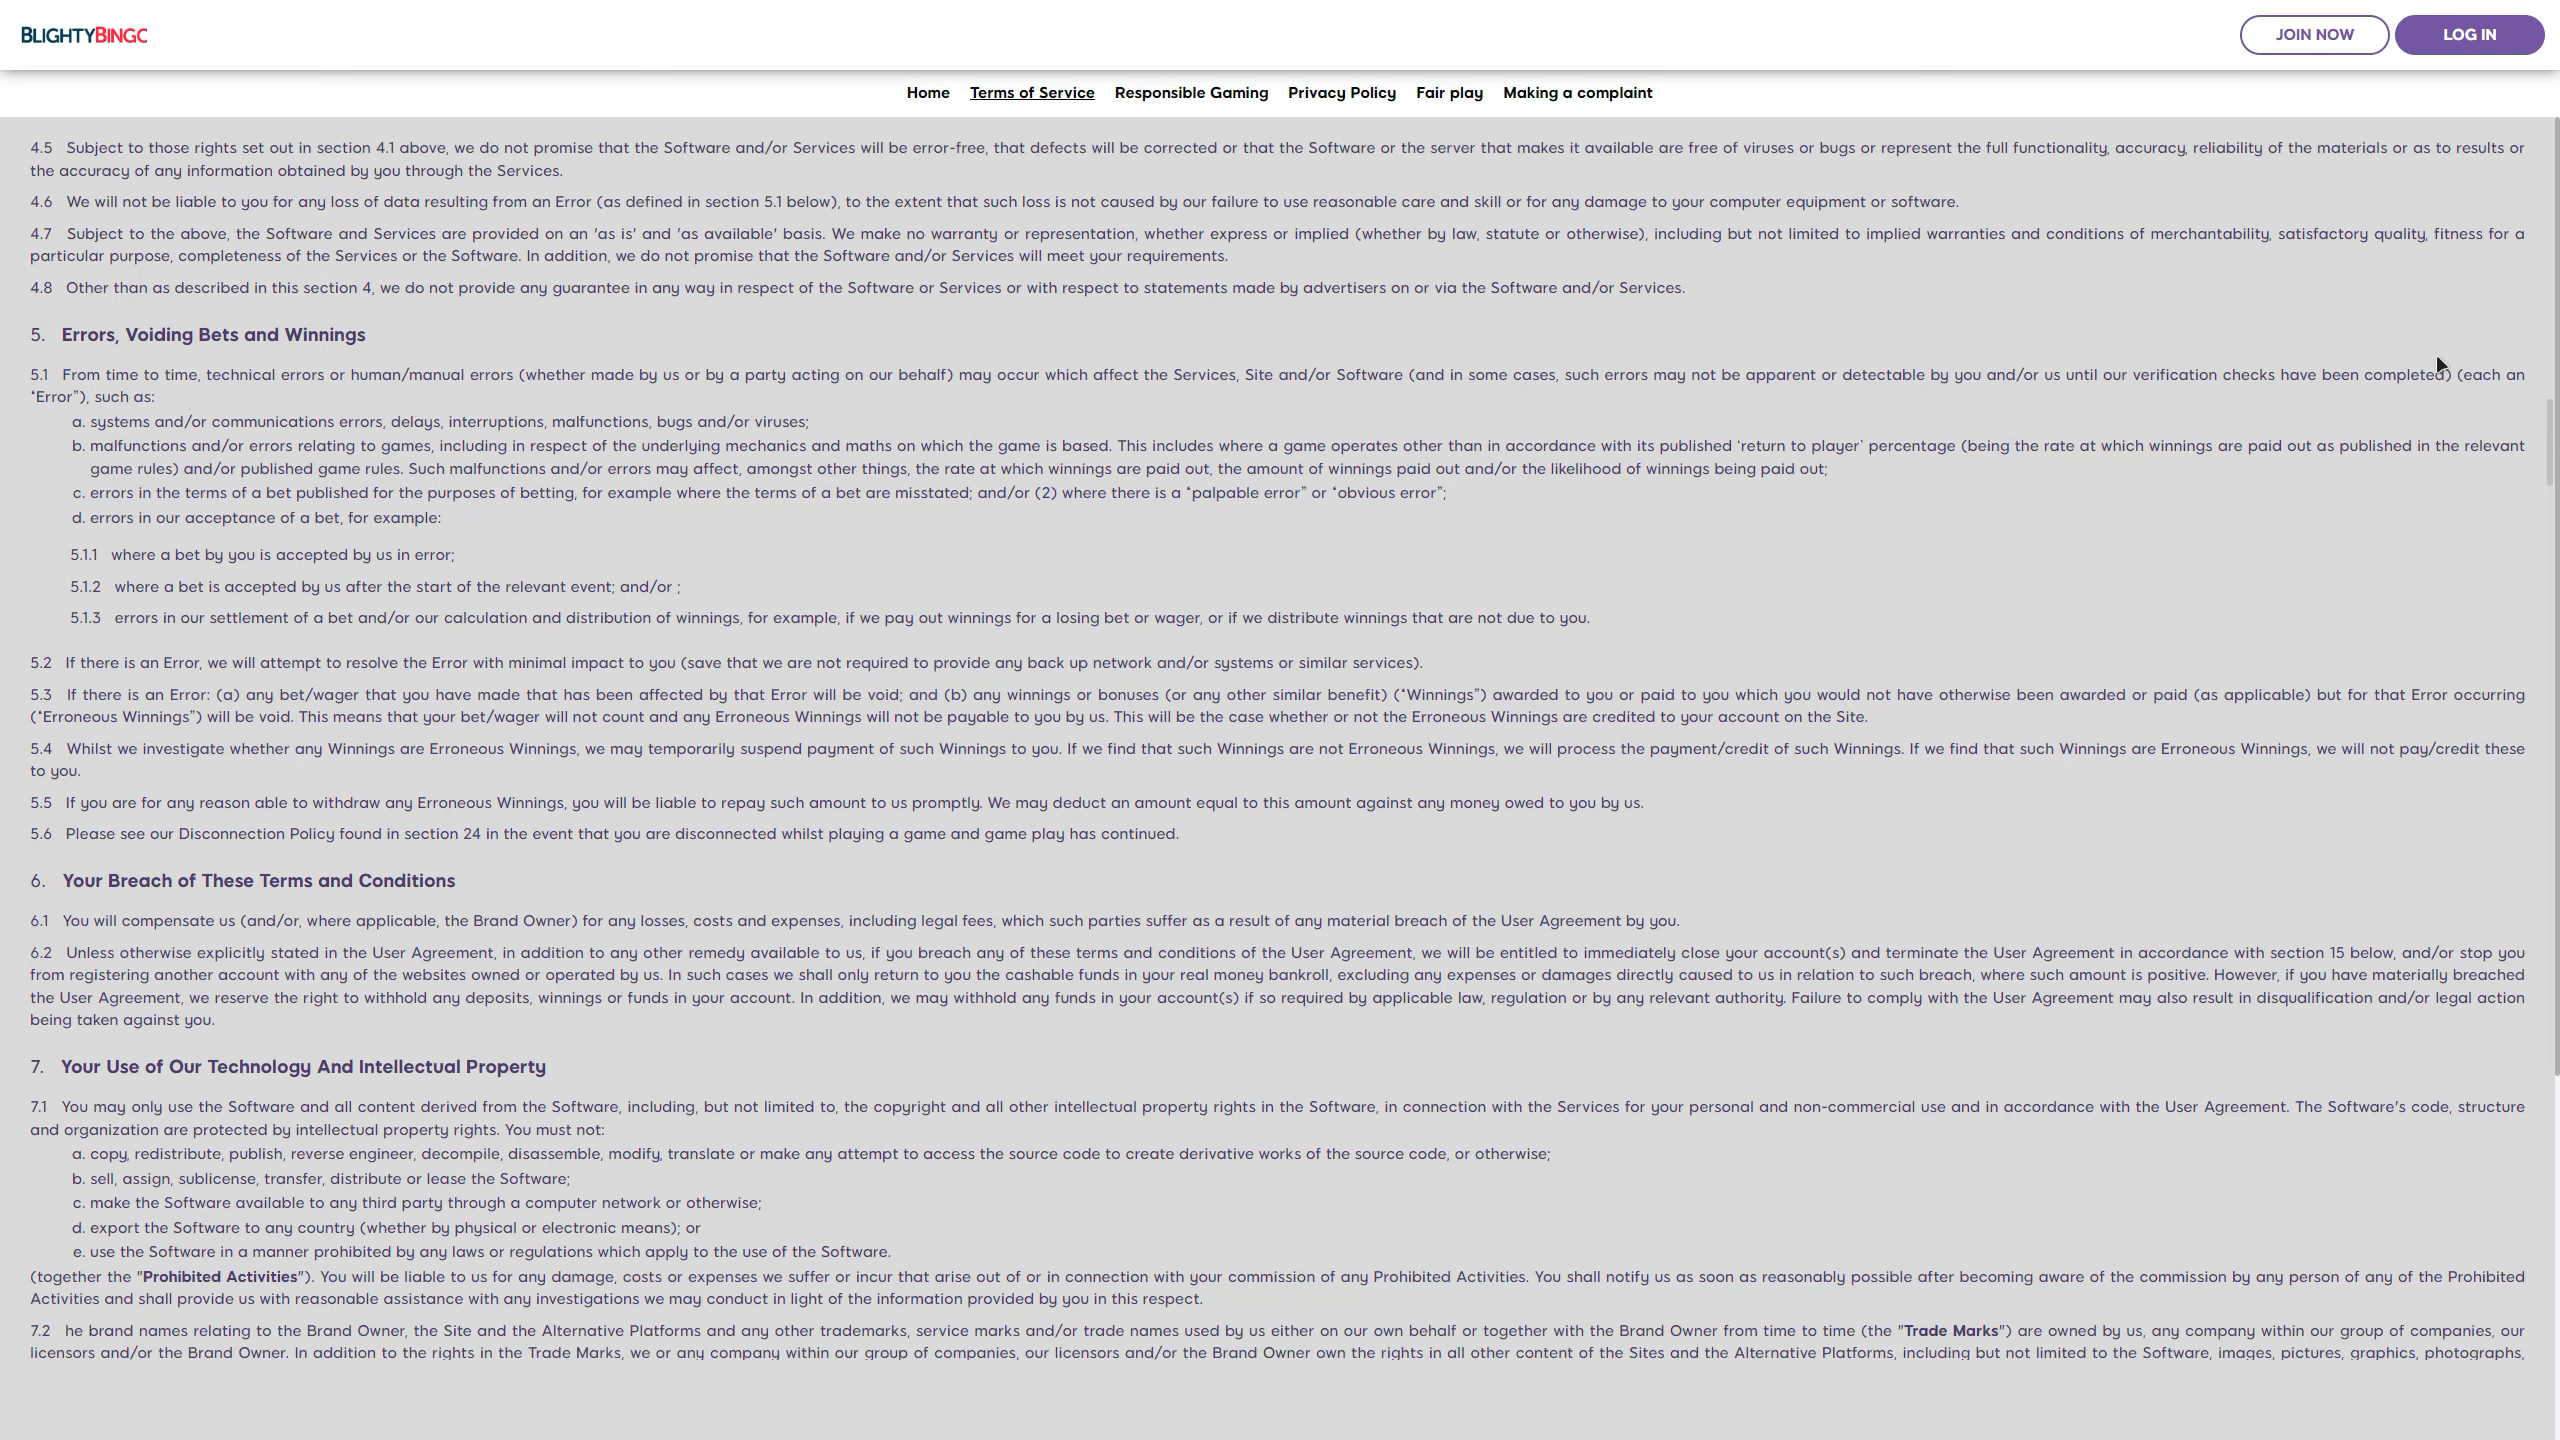 BLIGHTYBINGC
JOIN NOW
LOG IN
Home Terms of Service Responsible Gaming Privacy Policy Fair play Making a complaint
4.5 Subject to those rights set out in section 4.1 above, we do not promise that the Software and/or Services will be error-free, that defects will be corrected or that the Software or the server that makes it available are free of viruses or bugs or represent the full functionality, accuracy, reliability of the materials or as to results or
the accuracy of any information obtained by you through the Services.
4.6 We will not be liable to you for any loss of data resulting from an Error (as defined in section 5.1 below), to the extent that such loss is not caused by our failure to use reasonable care and skill or for any damage to your computer equipment or software.
4.7 Subject to the above, the Software and Services are provided on an 'as is' and 'as available' basis. We make no warranty or representation, whether express or implied (whether by law, statute or otherwise), including but not limited to implied warranties and conditions of merchantability, satisfactory quality, fitness for a
particular purpose, completeness of the Services or the Software. In addition, we do not promise that the Software and/or Services will meet your requirements.
4.8 Other than as described in this section 4, we do not provide any guarantee in any way in respect of the Software or Services or with respect to statements made by advertisers on or via the Software and/or Services.
5. Errors, Voiding Bets and Winnings
5.1 From time to time, technical errors or human/manual errors (whether made by us or by a party acting on our behalf) may occur which affect the Services, Site and/or Software (and in some cases, such errors may not be apparent or detectable by you and/or us until our verification checks have been completed) (each an
‘Error”), such as:
a. systems and/or communications errors, delays, interruptions, malfunctions, bugs and/or viruses;
b. malfunctions and/or errors relating to games, including in respect of the underlying mechanics and maths on which the game is based. This includes where a game operates other than in accordance with its published ‘return to player’ percentage (being the rate at which winnings are paid out as published in the relevant
game rules) and/or published game rules. Such malfunctions and/or errors may affect, amongst other things, the rate at which winnings are paid out, the amount of winnings paid out and/or the likelihood of winnings being paid out;
c. errors in the terms of a bet published for the purposes of betting, for example where the terms of a bet are misstated; and/or (2) where there is a ‘palpable error” or ‘obvious error”;
d. errors in our acceptance of a bet, for example:
5.1.1 where a bet by you is accepted by us in error;
5.1.2 where a bet is accepted by us after the start of the relevant event; and/or ;
5.1.3 errors in our settlement of a bet and/or our calculation and distribution of winnings, for example, if we pay out winnings for a losing bet or wager, or if we distribute winnings that are not due to you.
5.2 If there is an Error, we will attempt to resolve the Error with minimal impact to you (save that we are not required to provide any back up network and/or systems or similar services).
5.3 If there is an Error: (a) any bet/wager that you have made that has been affected by that Error will be void; and (b) any winnings or bonuses (or any other similar benefit) (‘Winnings”) awarded to you or paid to you which you would not have otherwise been awarded or paid (as applicable) but for that Error occurring
(‘Erroneous Winnings”) will be void. This means that your bet/wager will not count and any Erroneous Winnings will not be payable to you by us. This will be the case whether or not the Erroneous Winnings are credited to your account on the Site.
5.4 Whilst we investigate whether any Winnings are Erroneous Winnings, we may temporarily suspend payment of such Winnings to you. If we find that such Winnings are not Erroneous Winnings, we will process the payment/credit of such Winnings. If we find that such Winnings are Erroneous Winnings, we will not pay/credit these
to you.
5.5 If you are for any reason able to withdraw any Erroneous Winnings, you will be liable to repay such amount to us promptly. We may deduct an amount equal to this amount against any money owed to you by us.
5.6 Please see our Disconnection Policy found in section 24 in the event that you are disconnected whilst playing a game and game play has continued.
6. Your Breach of These Terms and Conditions
6.1 You will compensate us (and/or, where applicable, the Brand Owner) for any losses, costs and expenses, including legal fees, which such parties suffer as a result of any material breach of the User Agreement by you.
6.2 Unless otherwise explicitly stated in the User Agreement, in addition to any other remedy available to us, if you breach any of these terms and conditions of the User Agreement, we will be entitled to immediately close your account(s) and terminate the User Agreement in accordance with section 15 below, and/or stop you
from registering another account with any of the websites owned or operated by us. In such cases we shall only return to you the cashable funds in your real money bankroll, excluding any expenses or damages directly caused to us in relation to such breach, where such amount is positive. However, if you have materially breached
the User Agreement, we reserve the right to withhold any deposits, winnings or funds in your account. In addition, we may withhold any funds in your account(s) if so required by applicable law, regulation or by any relevant authority. Failure to comply with the User Agreement may also result in disqualification and/or legal action
being taken against you.
7. Your Use of Our Technology And Intellectual Property
7.1 You may only use the Software and all content derived from the Software, including, but not limited to, the copyright and all other intellectual property rights in the Software, in connection with the Services for your personal and non-commercial use and in accordance with the User Agreement. The Software's code, structure
and organization are protected by intellectual property rights. You must not:
a. copy, redistribute, publish, reverse engineer, decompile, disassemble, modify, translate or make any attempt to access the source code to create derivative works of the source code, or otherwise;
b. sell, assign, sublicense, transfer, distribute or lease the Software;
c. make the Software available to any third party through a computer network or otherwise;
d. export the Software to any country (whether by physical or electronic means); or
e. use the Software in a manner prohibited by any laws or regulations which apply to the use of the Software.
(together the "Prohibited Activities"). You will be liable to us for any damage, costs or expenses we suffer or incur that arise out of or in connection with your commission of any Prohibited Activities. You shall notify us as soon as reasonably possible after becoming aware of the commission by any person of any of the Prohibited
Activities and shall provide us with reasonable assistance with any investigations we may conduct in light of the information provided by you in this respect.
7.2 he brand names relating to the Brand Owner, the Site and the Alternative Platforms and any other trademarks, service marks and/or trade names used by us either on our own behalf or together with the Brand Owner from time to time (the "Trade Marks") are owned by us, any company within our group of companies, our
licensors and/or the Brand Owner. In addition to the rights in the Trade Marks, we or any company within our group of companies, our licensors and/or the Brand Owner own the rights in all other content of the Sites and the Alternative Platforms, including but not limited to the Software, images, pictures, graphics, photographs,